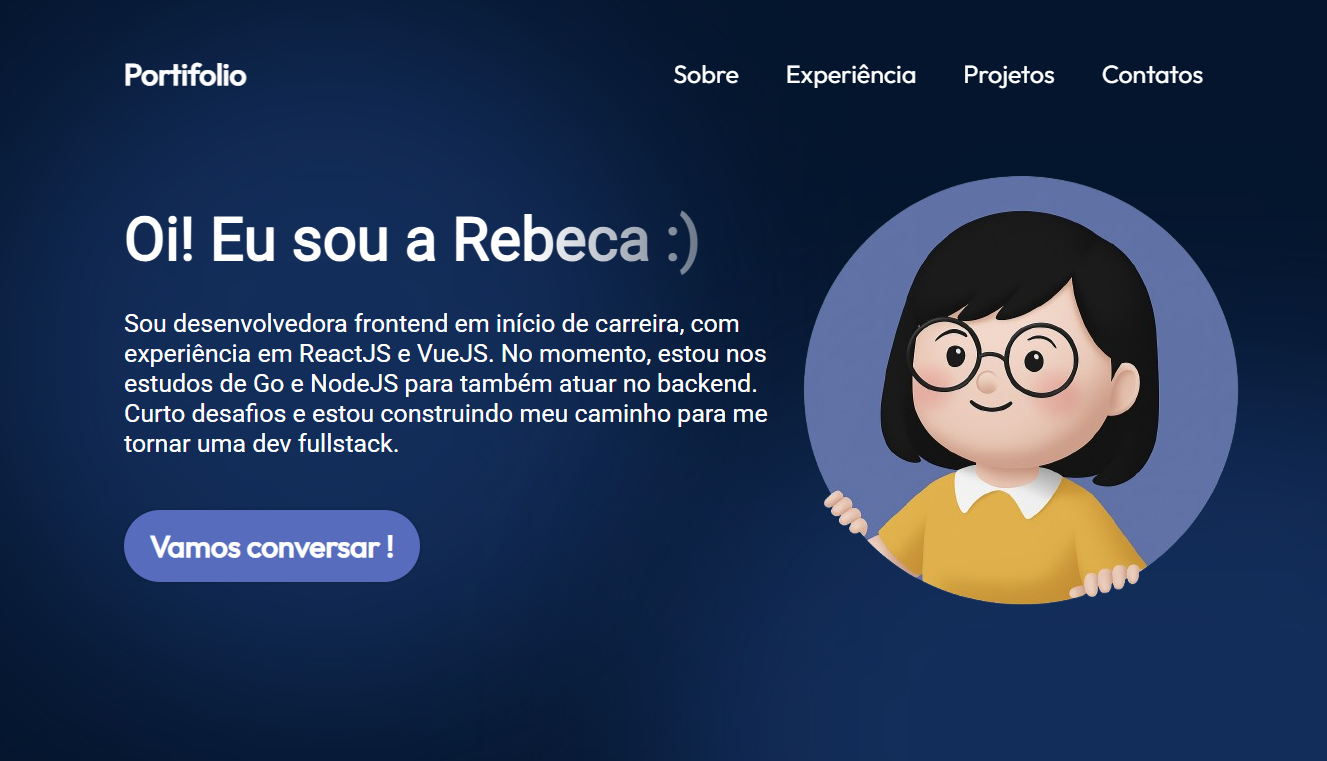 Portifolio
Sobre Experiência Projetos Contatos
Oi! Eu sou a Rebeca :)
Sou desenvolvedora frontend em início de carreira, com
experiência em ReactJS e VueJS. No momento, estou nos
estudos de Go e NodeJS para também atuar no backend.
Curto desafios e estou construindo meu caminho para me
tornar uma dev fullstack.
Vamos conversar !